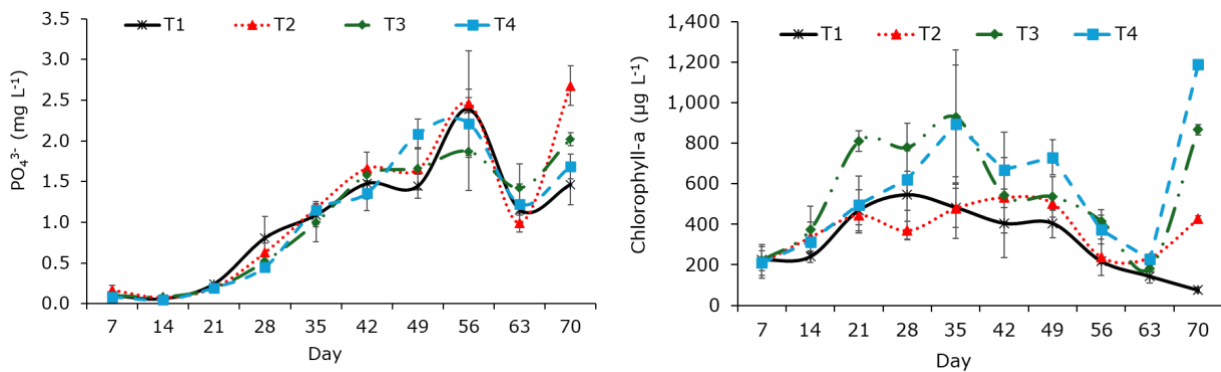 T1 T2 T3 T4
PO₄³⁻ (mg L⁻¹)
3.5
3.0
2.5
2.0
1.5
1.0
0.5
0.0
7 14 21 28 35 42 49 56 63 70
Day
T1 T2 T3 T4
Chlorophyll-a (µg L⁻¹)
1,400
1,200
1,000
800
600
400
200
0
7 14 21 28 35 42 49 56 63 70
Day